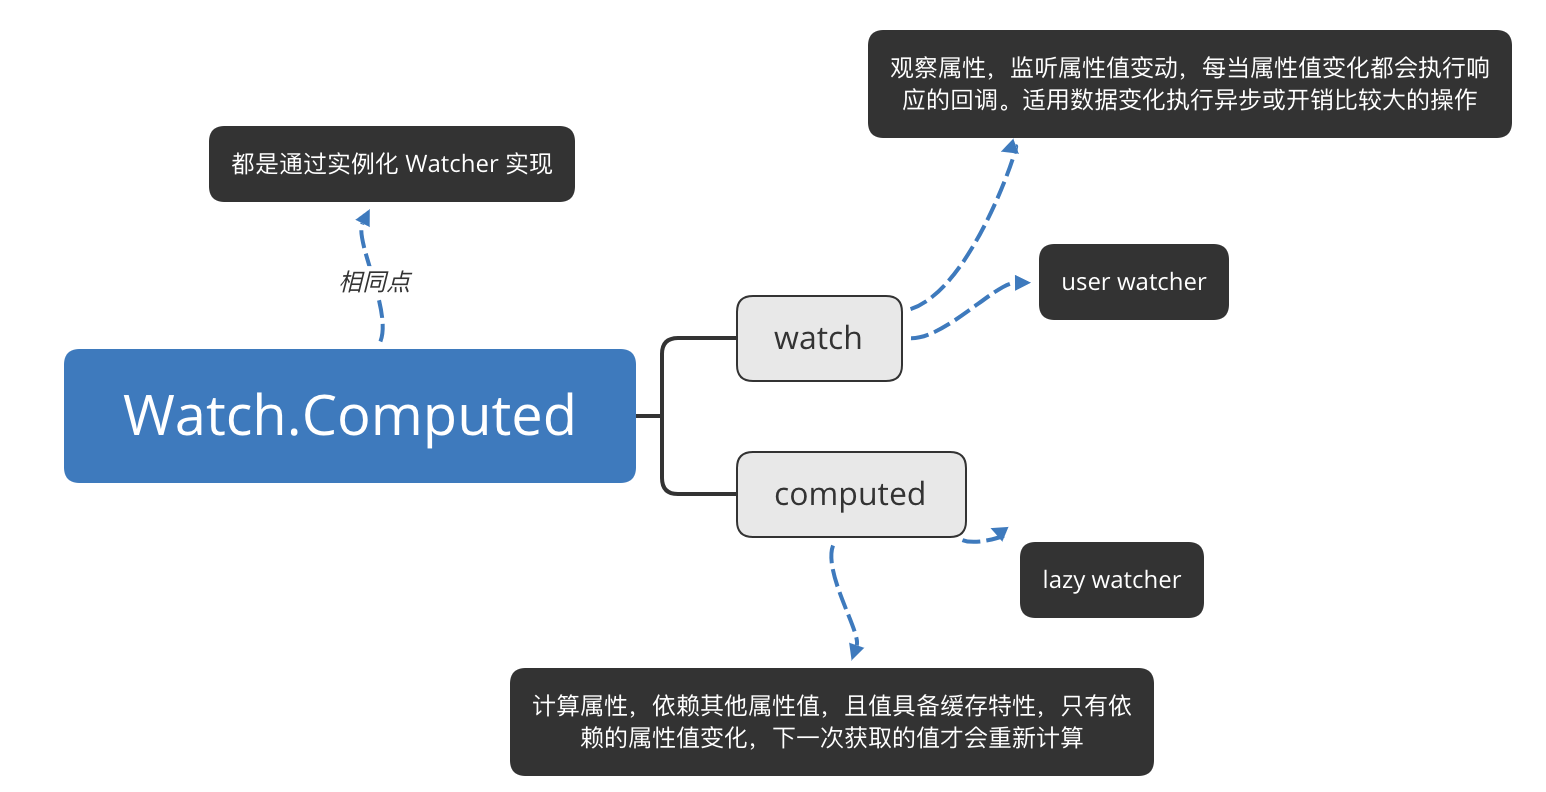 观察属性，监听属性值变动，每当属性值变化都会执行响
应的回调。适用数据变化执行异步或开销比较大的操作
都是通过实例化 Watcher 实现
相同点
user watcher
watch
Watch.Computed
computed
lazy watcher
计算属性，依赖其他属性值，且值具备缓存特性，只有依
赖的属性值变化，下一次获取的值才会重新计算